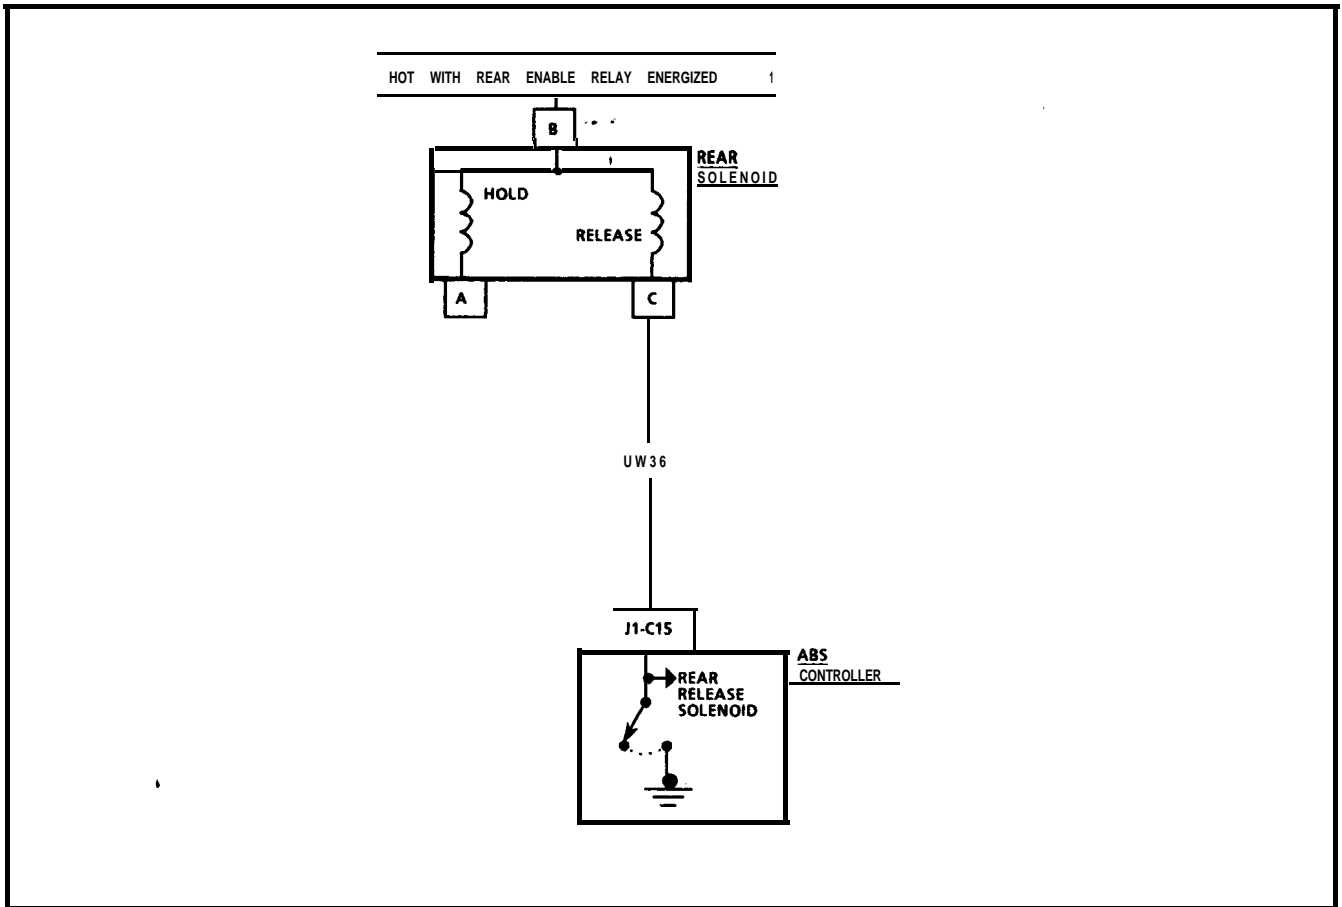 HOT WITH REAR ENABLE RELAY ENERGIZED 1
B
REAR
SOLENOID
HOLD
RELEASE
A
C
UW36
J1-C15
ABS
CONTROLLER
REAR
RELEASE
SOLENOID